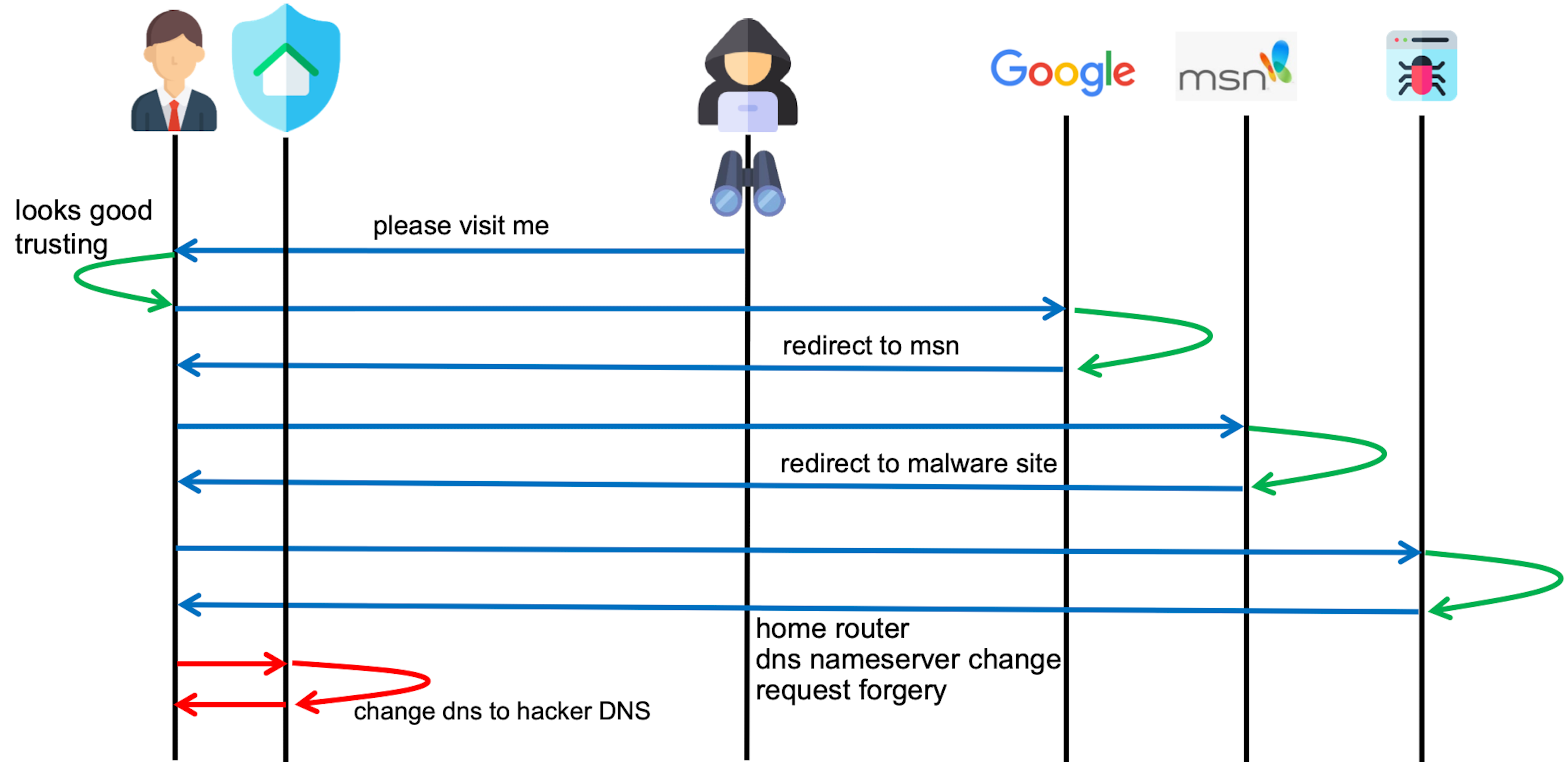 Google
msn
looks good
trusting
please visit me
redirect to msn
redirect to malware site
home router
dns nameserver change
request forgery
change dns to hacker DNS